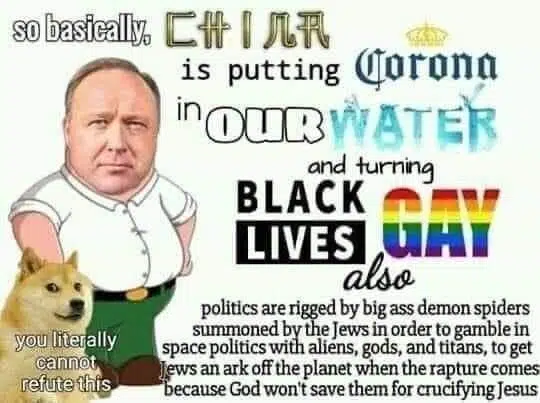 so basically, CHINA
is putting Corona
in OUR WATER
and turning
BLACK
LIVES GAY
also
politics are rigged by big ass demon spiders
summoned by the Jews in order to gamble in
space politics with aliens, gods, and titans, to get
Jews an ark off the planet when the rapture comes
because God won't save them for crucifying Jesus
you literally
cannot
refute this